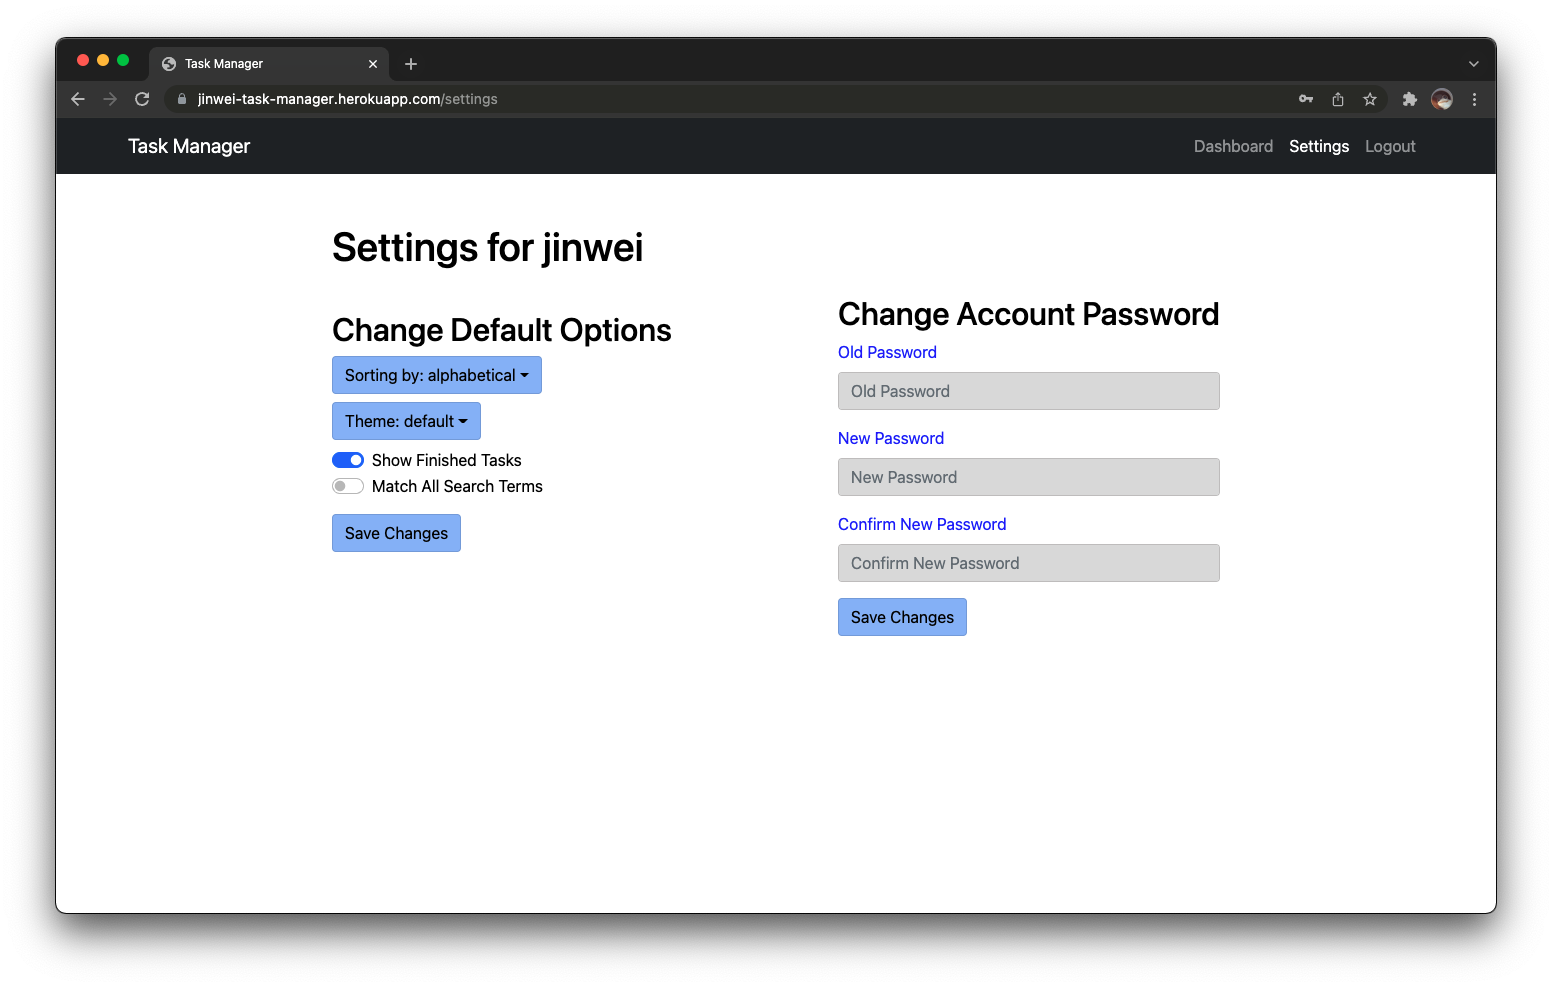 Task Manager
jinwei-task-manager.herokuapp.com/settings
Task Manager
Dashboard Settings Logout
Settings for jinwei
Change Default Options
Sorting by: alphabetical
Theme: default
Show Finished Tasks
Match All Search Terms
Save Changes
Change Account Password
Old Password
Old Password
New Password
New Password
Confirm New Password
Confirm New Password
Save Changes